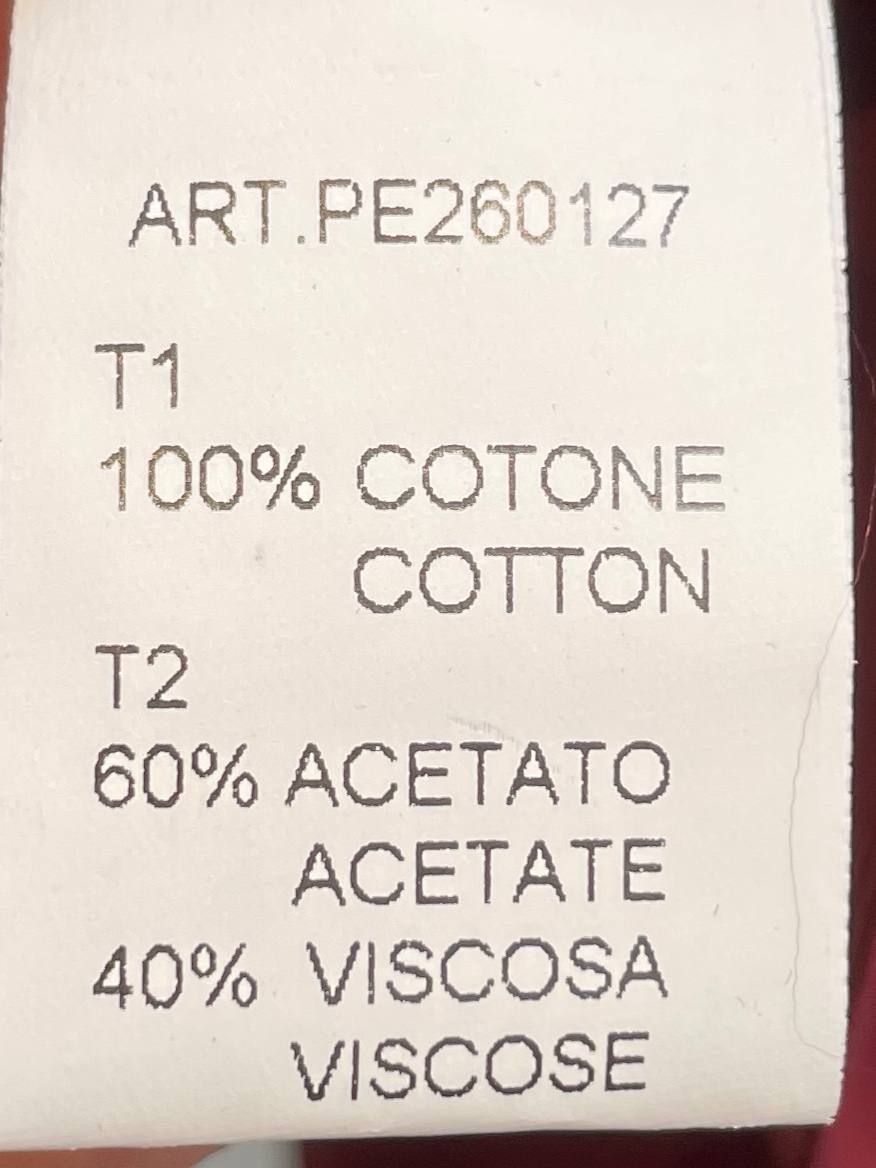 ART.PE260127
T1
100% COTONE
COTTON
T2
60% ACETATO
ACETATE
40% VISCOSA
VISCOSE